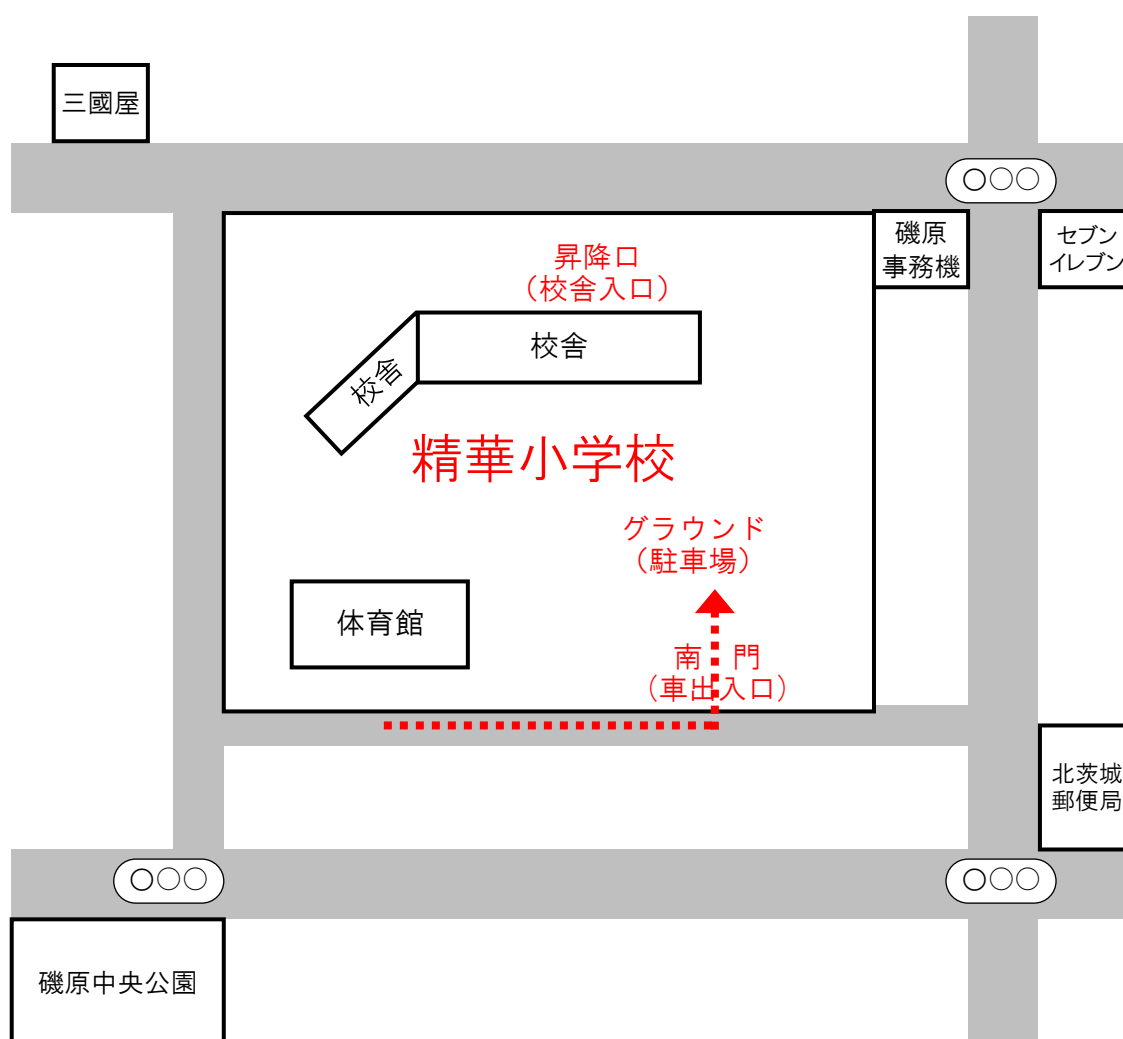 三國屋
磯原
事務機
セブン
イレブン
昇降口
（校舎入口）
校舎
校舎
精華小学校
グラウンド
（駐車場）
体育館
南　門
（車出入口）
北茨城
郵便局
磯原中央公園